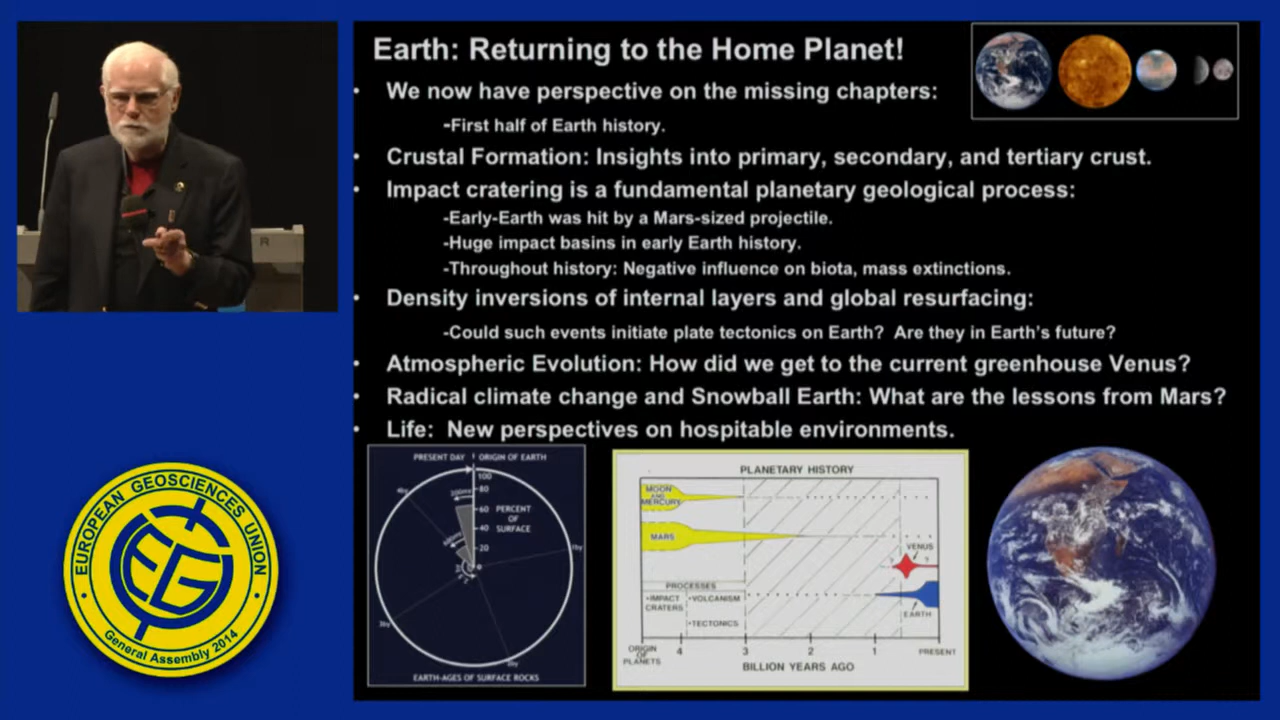 Earth: Returning to the Home Planet!
• We now have perspective on the missing chapters:
-First half of Earth history.
• Crustal Formation: Insights into primary, secondary, and tertiary crust.
• Impact cratering is a fundamental planetary geological process:
-Early-Earth was hit by a Mars-sized projectile.
-Huge impact basins in early Earth history.
-Throughout history: Negative influence on biota, mass extinctions.
• Density inversions of internal layers and global resurfacing:
-Could such events initiate plate tectonics on Earth? Are they in Earth's future?
• Atmospheric Evolution: How did we get to the current greenhouse Venus?
• Radical climate change and Snowball Earth: What are the lessons from Mars?
• Life: New perspectives on hospitable environments.
EUROPEAN GEOSCIENCES UNION
EGU
General Assembly 2014
PRESENT DAY ORIGIN OF EARTH
100
80
60
40
20
0
PERCENT
OF
SURFACE
1by
3by
4by
EARTH-AGES OF SURFACE ROCKS
PLANETARY HISTORY
MOON
AND
MERCURY
MARS
VENUS
? ?
EARTH
PROCESSES
•IMPACT
CRATERS
•VOLCANISM
•TECTONICS
ORIGIN
OF
PLANETS
4 3 2 1 PRESENT
BILLION YEARS AGO